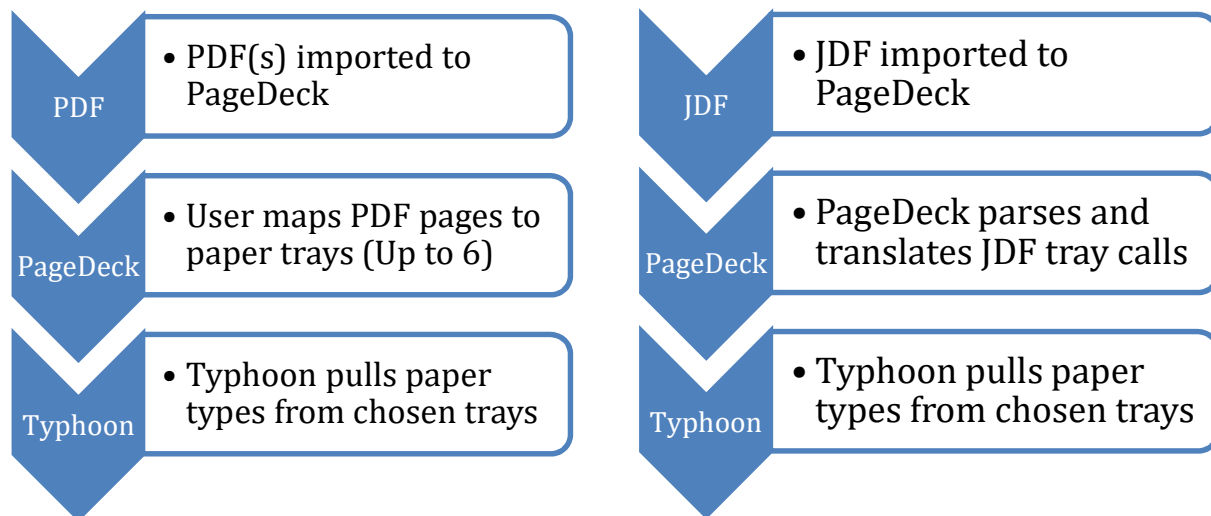 PDF
• PDF(s) imported to
PageDeck
PageDeck
• User maps PDF pages to
paper trays (Up to 6)
Typhoon
• Typhoon pulls paper
types from chosen trays
JDF
• JDF imported to
PageDeck
PageDeck
• PageDeck parses and
translates JDF tray calls
Typhoon
• Typhoon pulls paper
types from chosen trays